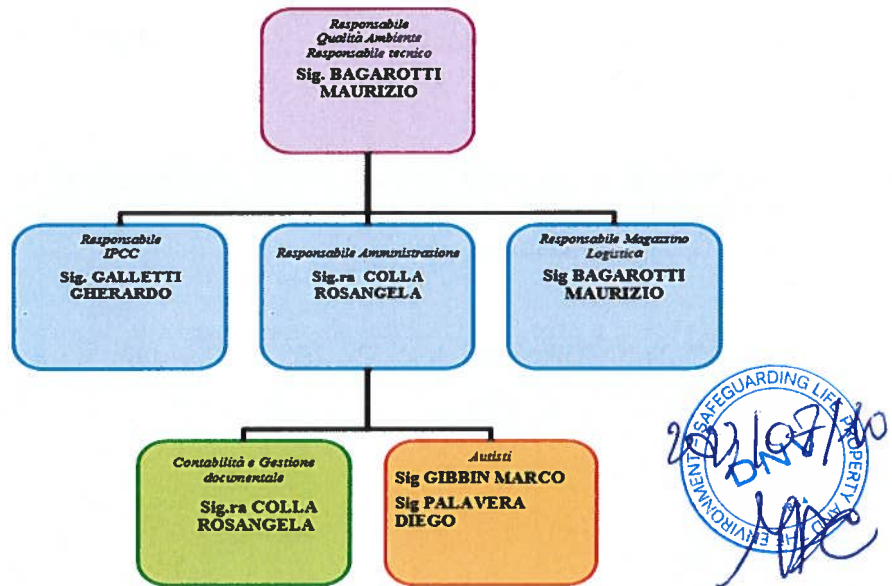 Responsabile
Qualità Ambiente
Responsabile tecnico
Sig. BAGAROTTI
MAURIZIO
Responsabile
IPCC
Sig. GALLETTI
GHERARDO
Responsabile Amministrazione
Sig.ra COLLA
ROSANGELA
Responsabile Magazzino
Logistica
Sig BAGAROTTI
MAURIZIO
Contabilità e Gestione
documentale
Sig.ra COLLA
ROSANGELA
Autisti
Sig GIBBIN MARCO
Sig PALAVERA
DIEGO
SAFEGUARDING LIFE, PROPERTY AND THE ENVIRONMENT
DNV